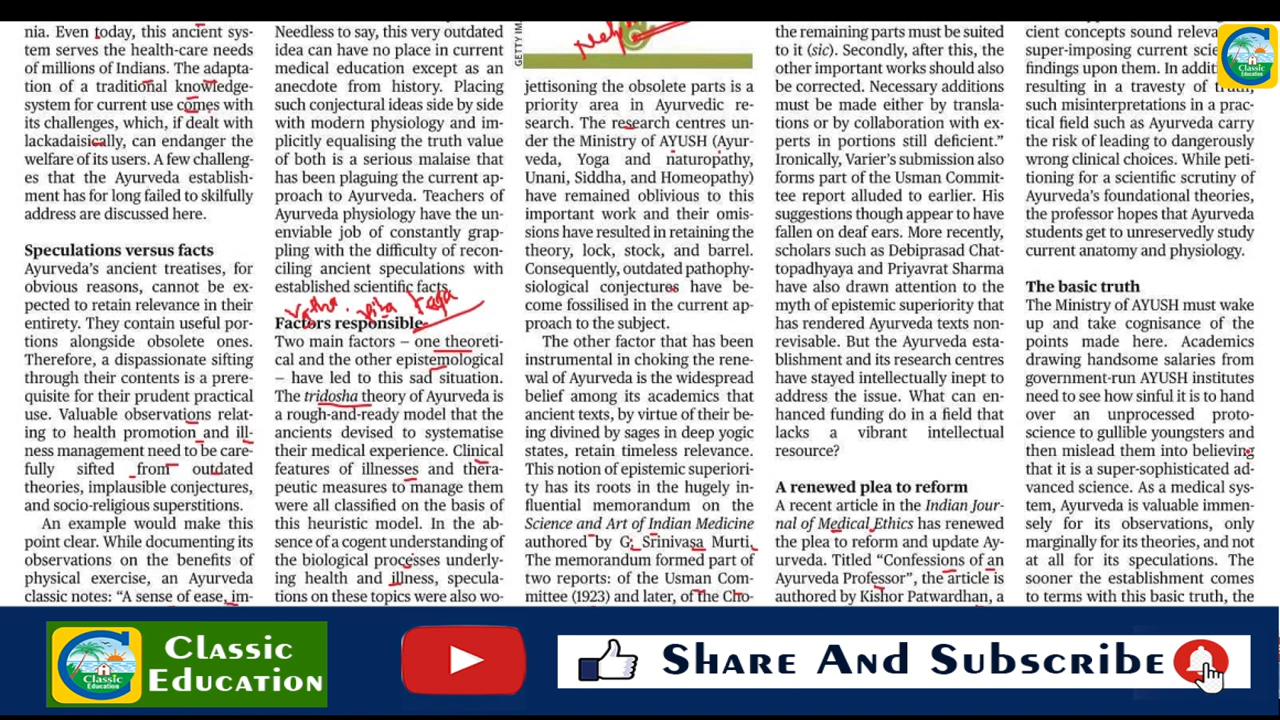 nia. Even today, this ancient sys-
tem serves the health-care needs
of millions of Indians. The adapta-
tion of a traditional knowledge-
system for current use comes with
its challenges, which, if dealt with
lackadaisically, can endanger the
welfare of its users. A few challeng-
es that the Ayurveda establish-
ment has for long failed to skilfully
address are discussed here.
Speculations versus facts
Ayurveda's ancient treatises, for
obvious reasons, cannot be ex-
pected to retain relevance in their
entirety. They contain useful por-
tions alongside obsolete ones.
Therefore, a dispassionate sifting
through their contents is a prere-
quisite for their prudent practical
use. Valuable observations relat-
ing to health promotion and ill-
ness management need to be care-
fully sifted from outdated
theories, implausible conjectures,
and socio-religious superstitions.
An example would make this
point clear. While documenting its
observations on the benefits of
physical exercise, an Ayurveda
classic notes: "A sense of ease, im-
Needless to say, this very outdated
idea can have no place in current
medical education except as an
anecdote from history. Placing
such conjectural ideas side by side
with modern physiology and im-
plicitly equalising the truth value
of both is a serious malaise that
has been plaguing the current ap-
proach to Ayurveda. Teachers of
Ayurveda physiology have the un-
enviable job of constantly grap-
pling with the difficulty of recon-
ciling ancient speculations with
established scientific facts.
Factors responsible
Two main factors – one theoreti-
cal and the other epistemological
– have led to this sad situation.
The tridosha theory of Ayurveda is
a rough-and-ready model that the
ancients devised to systematise
their medical experience. Clinical
features of illnesses and thera-
peutic measures to manage them
were all classified on the basis of
this heuristic model. In the ab-
sence of a cogent understanding of
the biological processes underly-
ing health and illness, specula-
tions on these topics were also wo-
GETTY IM
jettisoning the obsolete parts is a
priority area in Ayurvedic re-
search. The research centres un-
der the Ministry of AYUSH (Ayur-
veda, Yoga and naturopathy,
Unani, Siddha, and Homeopathy)
have remained oblivious to this
important work and their omis-
sions have resulted in retaining the
theory, lock, stock, and barrel.
Consequently, outdated pathophy-
siological conjectures have be-
come fossilised in the current ap-
proach to the subject.
The other factor that has been
instrumental in choking the rene-
wal of Ayurveda is the widespread
belief among its academics that
ancient texts, by virtue of their be-
ing divined by sages in deep yogic
states, retain timeless relevance.
This notion of epistemic superiori-
ty has its roots in the hugely in-
fluential memorandum on the
Science and Art of Indian Medicine
authored by G. Srinivasa Murti.
The memorandum formed part of
two reports: of the Usman Com-
mittee (1923) and later, of the Cho-
the remaining parts must be suited
to it (sic). Secondly, after this, the
other important works should also
be corrected. Necessary additions
must be made either by transla-
tions or by collaboration with ex-
perts in portions still deficient."
Ironically, Varier's submission also
forms part of the Usman Commit-
tee report alluded to earlier. His
suggestions though appear to have
fallen on deaf ears. More recently,
scholars such as Debiprasad Chat-
topadhyaya and Priyavrat Sharma
have also drawn attention to the
myth of epistemic superiority that
has rendered Ayurveda texts non-
revisable. But the Ayurveda esta-
blishment and its research centres
have stayed intellectually inept to
address the issue. What can en-
hanced funding do in a field that
lacks a vibrant intellectual
resource?
A renewed plea to reform
A recent article in the Indian Jour-
nal of Medical Ethics has renewed
the plea to reform and update Ay-
urveda. Titled "Confessions of an
Ayurveda Professor", the article is
authored by Kishor Patwardhan, a
cient concepts sound releva
super-imposing current scie
findings upon them. In addit
resulting in a travesty of truth,
such misinterpretations in a prac-
tical field such as Ayurveda carry
the risk of leading to dangerously
wrong clinical choices. While peti-
tioning for a scientific scrutiny of
Ayurveda's foundational theories,
the professor hopes that Ayurveda
students get to unreservedly study
current anatomy and physiology.
The basic truth
The Ministry of AYUSH must wake
up and take cognisance of the
points made here. Academics
drawing handsome salaries from
government-run AYUSH institutes
need to see how sinful it is to hand
over an unprocessed proto-
science to gullible youngsters and
then mislead them into believing
that it is a super-sophisticated ad-
vanced science. As a medical sys-
tem, Ayurveda is valuable immen-
sely for its observations, only
marginally for its theories, and not
at all for its speculations. The
sooner the establishment comes
to terms with this basic truth, the
Classic
Education
Classic
Education
Classic
Education
Share And Subscribe